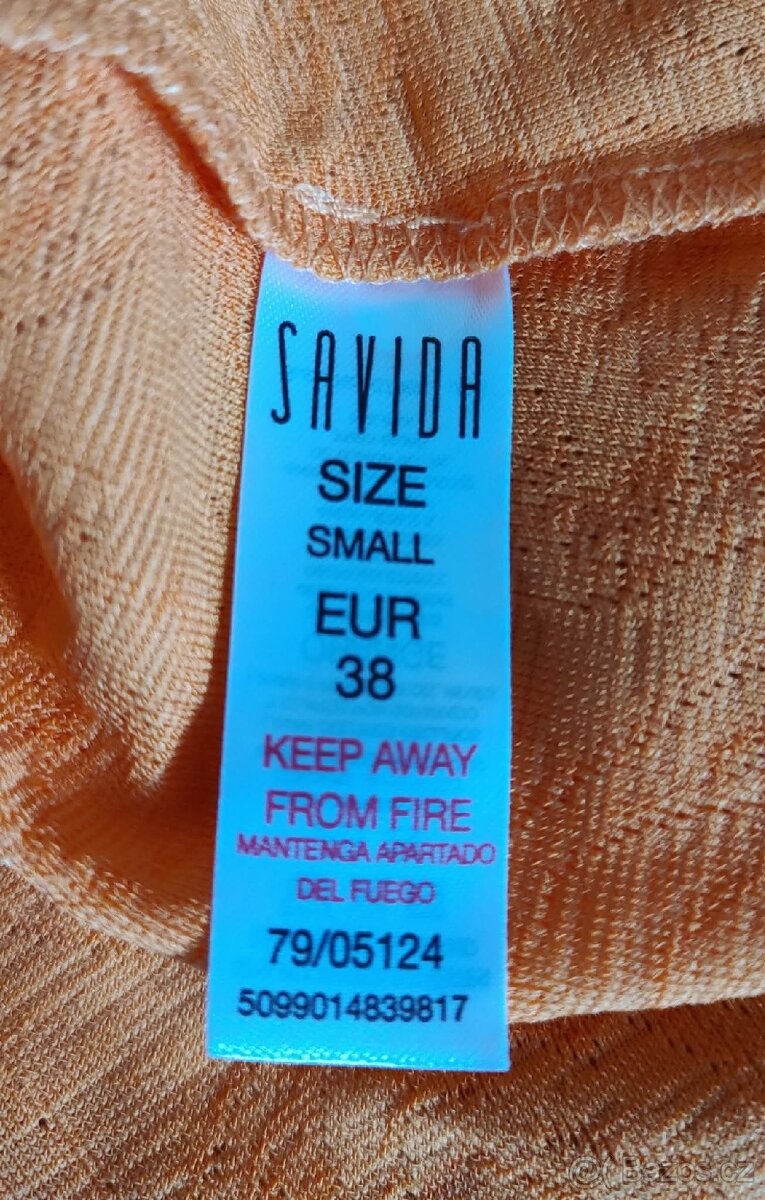 SAVIDA
SIZE
SMALL
EUR
38
KEEP AWAY
FROM FIRE
MANTENGA APARTADO
DEL FUEGO
79/05124
5099014839817
Bazos.cz